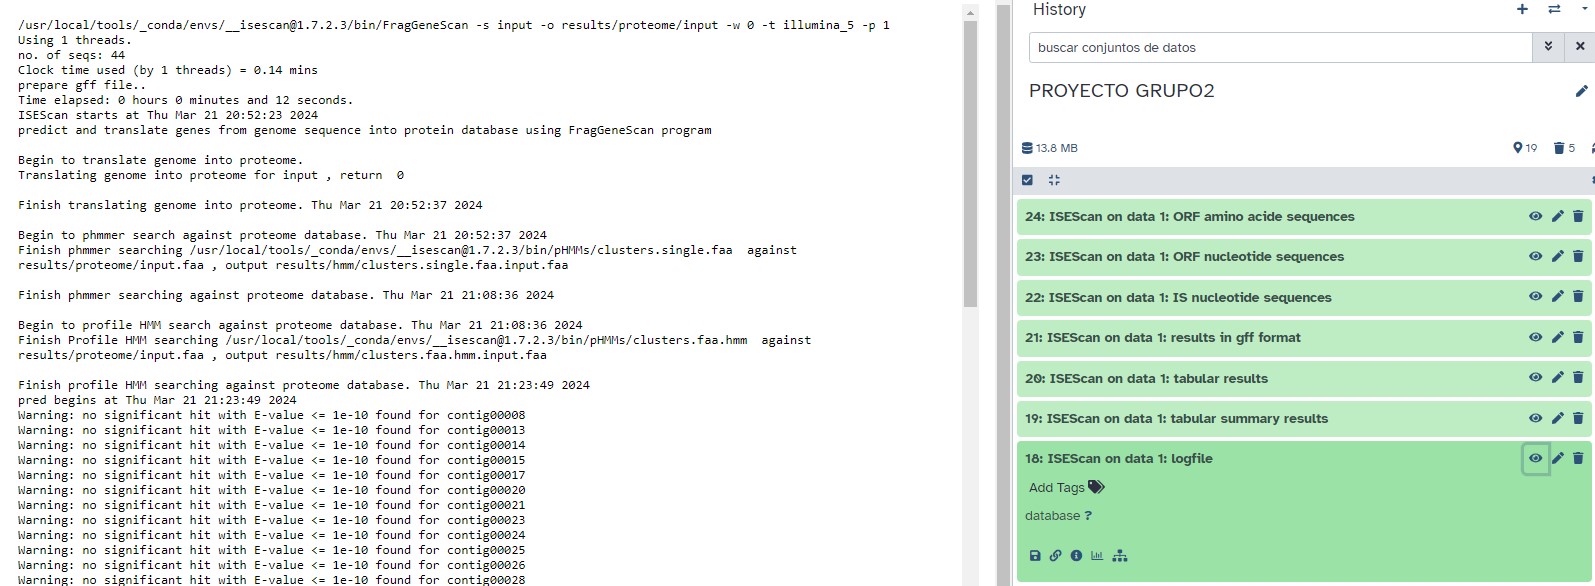 /usr/local/tools/_conda/envs/__isescan@1.7.2.3/bin/FragGeneScan -s input -o results/proteome/input -w 0 -t illumina_5 -p 1
Using 1 threads.
no. of seqs: 44
Clock time used (by 1 threads) = 0.14 mins
prepare gff file..
Time elapsed: 0 hours 0 minutes and 12 seconds.
ISEScan starts at Thu Mar 21 20:52:23 2024
predict and translate genes from genome sequence into protein database using FragGeneScan program
Begin to translate genome into proteome.
Translating genome into proteome for input , return  0
Finish translating genome into proteome. Thu Mar 21 20:52:37 2024
Begin to phmmer search against proteome database. Thu Mar 21 20:52:37 2024
Finish phmmer searching /usr/local/tools/_conda/envs/__isescan@1.7.2.3/bin/pHMMs/clusters.single.faa  against
results/proteome/input.faa , output results/hmm/clusters.single.faa.input.faa
Finish phmmer searching against proteome database. Thu Mar 21 21:08:36 2024
Begin to profile HMM search against proteome database. Thu Mar 21 21:08:36 2024
Finish Profile HMM searching /usr/local/tools/_conda/envs/__isescan@1.7.2.3/bin/pHMMs/clusters.faa.hmm  against
results/proteome/input.faa , output results/hmm/clusters.faa.hmm.input.faa
Finish profile HMM searching against proteome database. Thu Mar 21 21:23:49 2024
pred begins at Thu Mar 21 21:23:49 2024
Warning: no significant hit with E-value <= 1e-10 found for contig00008
Warning: no significant hit with E-value <= 1e-10 found for contig00013
Warning: no significant hit with E-value <= 1e-10 found for contig00014
Warning: no significant hit with E-value <= 1e-10 found for contig00015
Warning: no significant hit with E-value <= 1e-10 found for contig00017
Warning: no significant hit with E-value <= 1e-10 found for contig00020
Warning: no significant hit with E-value <= 1e-10 found for contig00021
Warning: no significant hit with E-value <= 1e-10 found for contig00023
Warning: no significant hit with E-value <= 1e-10 found for contig00024
Warning: no significant hit with E-value <= 1e-10 found for contig00025
Warning: no significant hit with E-value <= 1e-10 found for contig00026
Warning: no significant hit with E-value <= 1e-10 found for contig00028
History
buscar conjuntos de datos
PROYECTO GRUPO2
13.8 MB 19 5
24: ISEScan on data 1: ORF amino acide sequences
23: ISEScan on data 1: ORF nucleotide sequences
22: ISEScan on data 1: IS nucleotide sequences
21: ISEScan on data 1: results in gff format
20: ISEScan on data 1: tabular results
19: ISEScan on data 1: tabular summary results
18: ISEScan on data 1: logfile
Add Tags
database ?